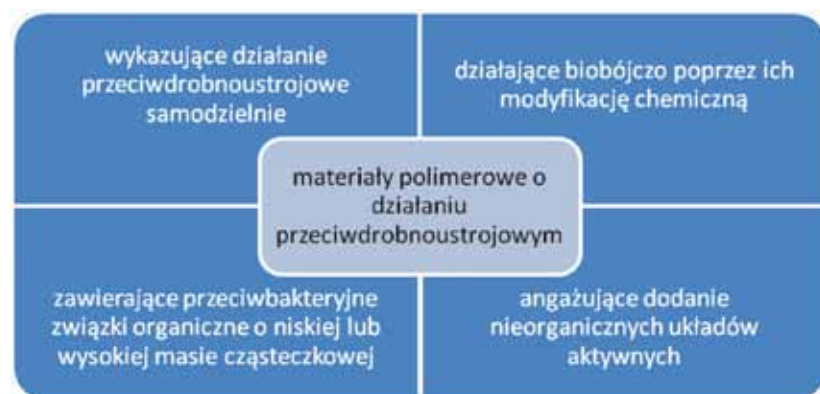 wykazujące działanie
przeciwdrobnoustrojowe
samodzielnie
działające biobójczo poprzez ich
modyfikację chemiczną
materiały polimerowe o
działaniu
przeciwdrobnoustrojowym
zawierające przeciwbakteryjne
związki organiczne o niskiej lub
wysokiej masie cząsteczkowej
angażujące dodanie
nieorganicznych układów
aktywnych